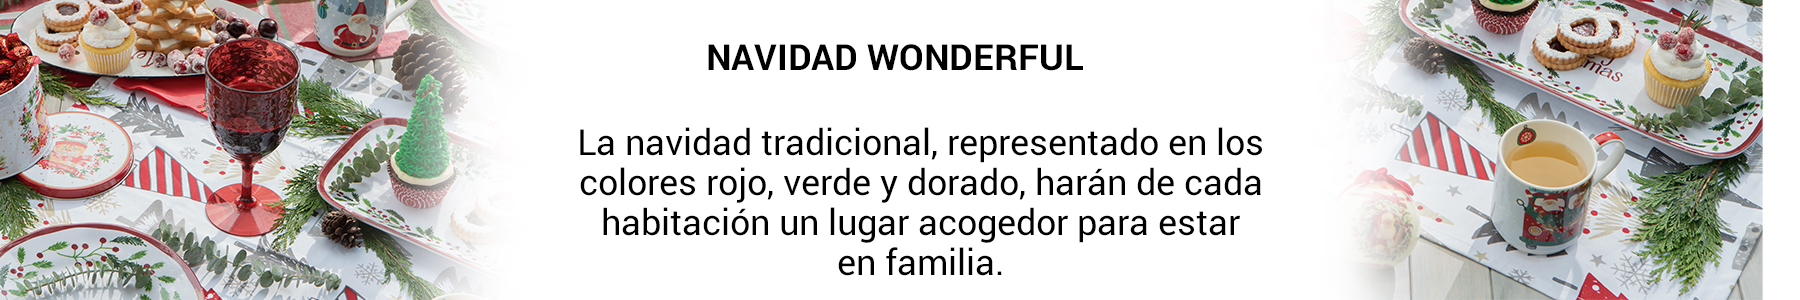 NAVIDAD WONDERFUL
La navidad tradicional, representado en los
colores rojo, verde y dorado, harán de cada
habitación un lugar acogedor para estar
en familia.